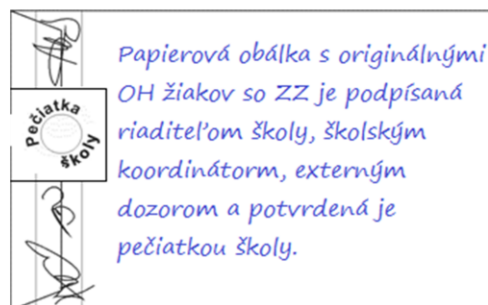 Pečiatka
školy
Papierová obálka s originálnymi
OH žiakov so ZZ je podpísaná
riaditeľom školy, školským
koordinátorm, externým
dozorom a potvrdená je
pečiatkou školy.